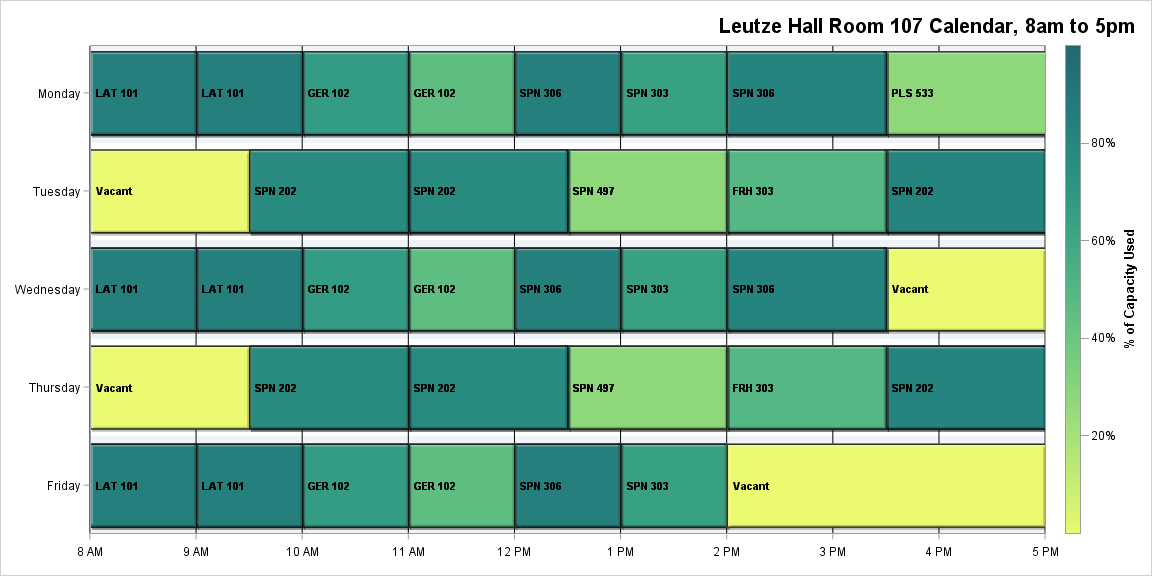 Leutze Hall Room 107 Calendar, 8am to 5pm
Monday
LAT 101
LAT 101
GER 102
GER 102
SPN 306
SPN 303
SPN 306
PLS 533
Tuesday
Vacant
SPN 202
SPN 202
SPN 497
FRH 303
SPN 202
Wednesday
LAT 101
LAT 101
GER 102
GER 102
SPN 306
SPN 303
SPN 306
Vacant
Thursday
Vacant
SPN 202
SPN 202
SPN 497
FRH 303
SPN 202
Friday
LAT 101
LAT 101
GER 102
GER 102
SPN 306
SPN 303
Vacant
8 AM
9 AM
10 AM
11 AM
12 PM
1 PM
2 PM
3 PM
4 PM
5 PM
80%
60%
40%
20%
% of Capacity Used